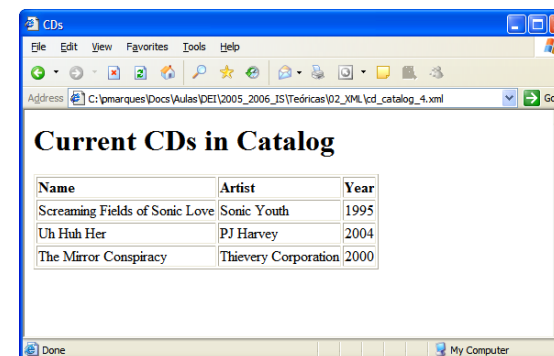 CDs
File Edit View Favorites Tools Help
Address C:\pmarques\Docs\Aulas\DEI\2005_2006_IS\Teóricas\02_XML\cd_catalog_4.xml Go
Current CDs in Catalog
Name Artist Year
Screaming Fields of Sonic Love Sonic Youth 1995
Uh Huh Her PJ Harvey 2004
The Mirror Conspiracy Thievery Corporation 2000
Done My Computer